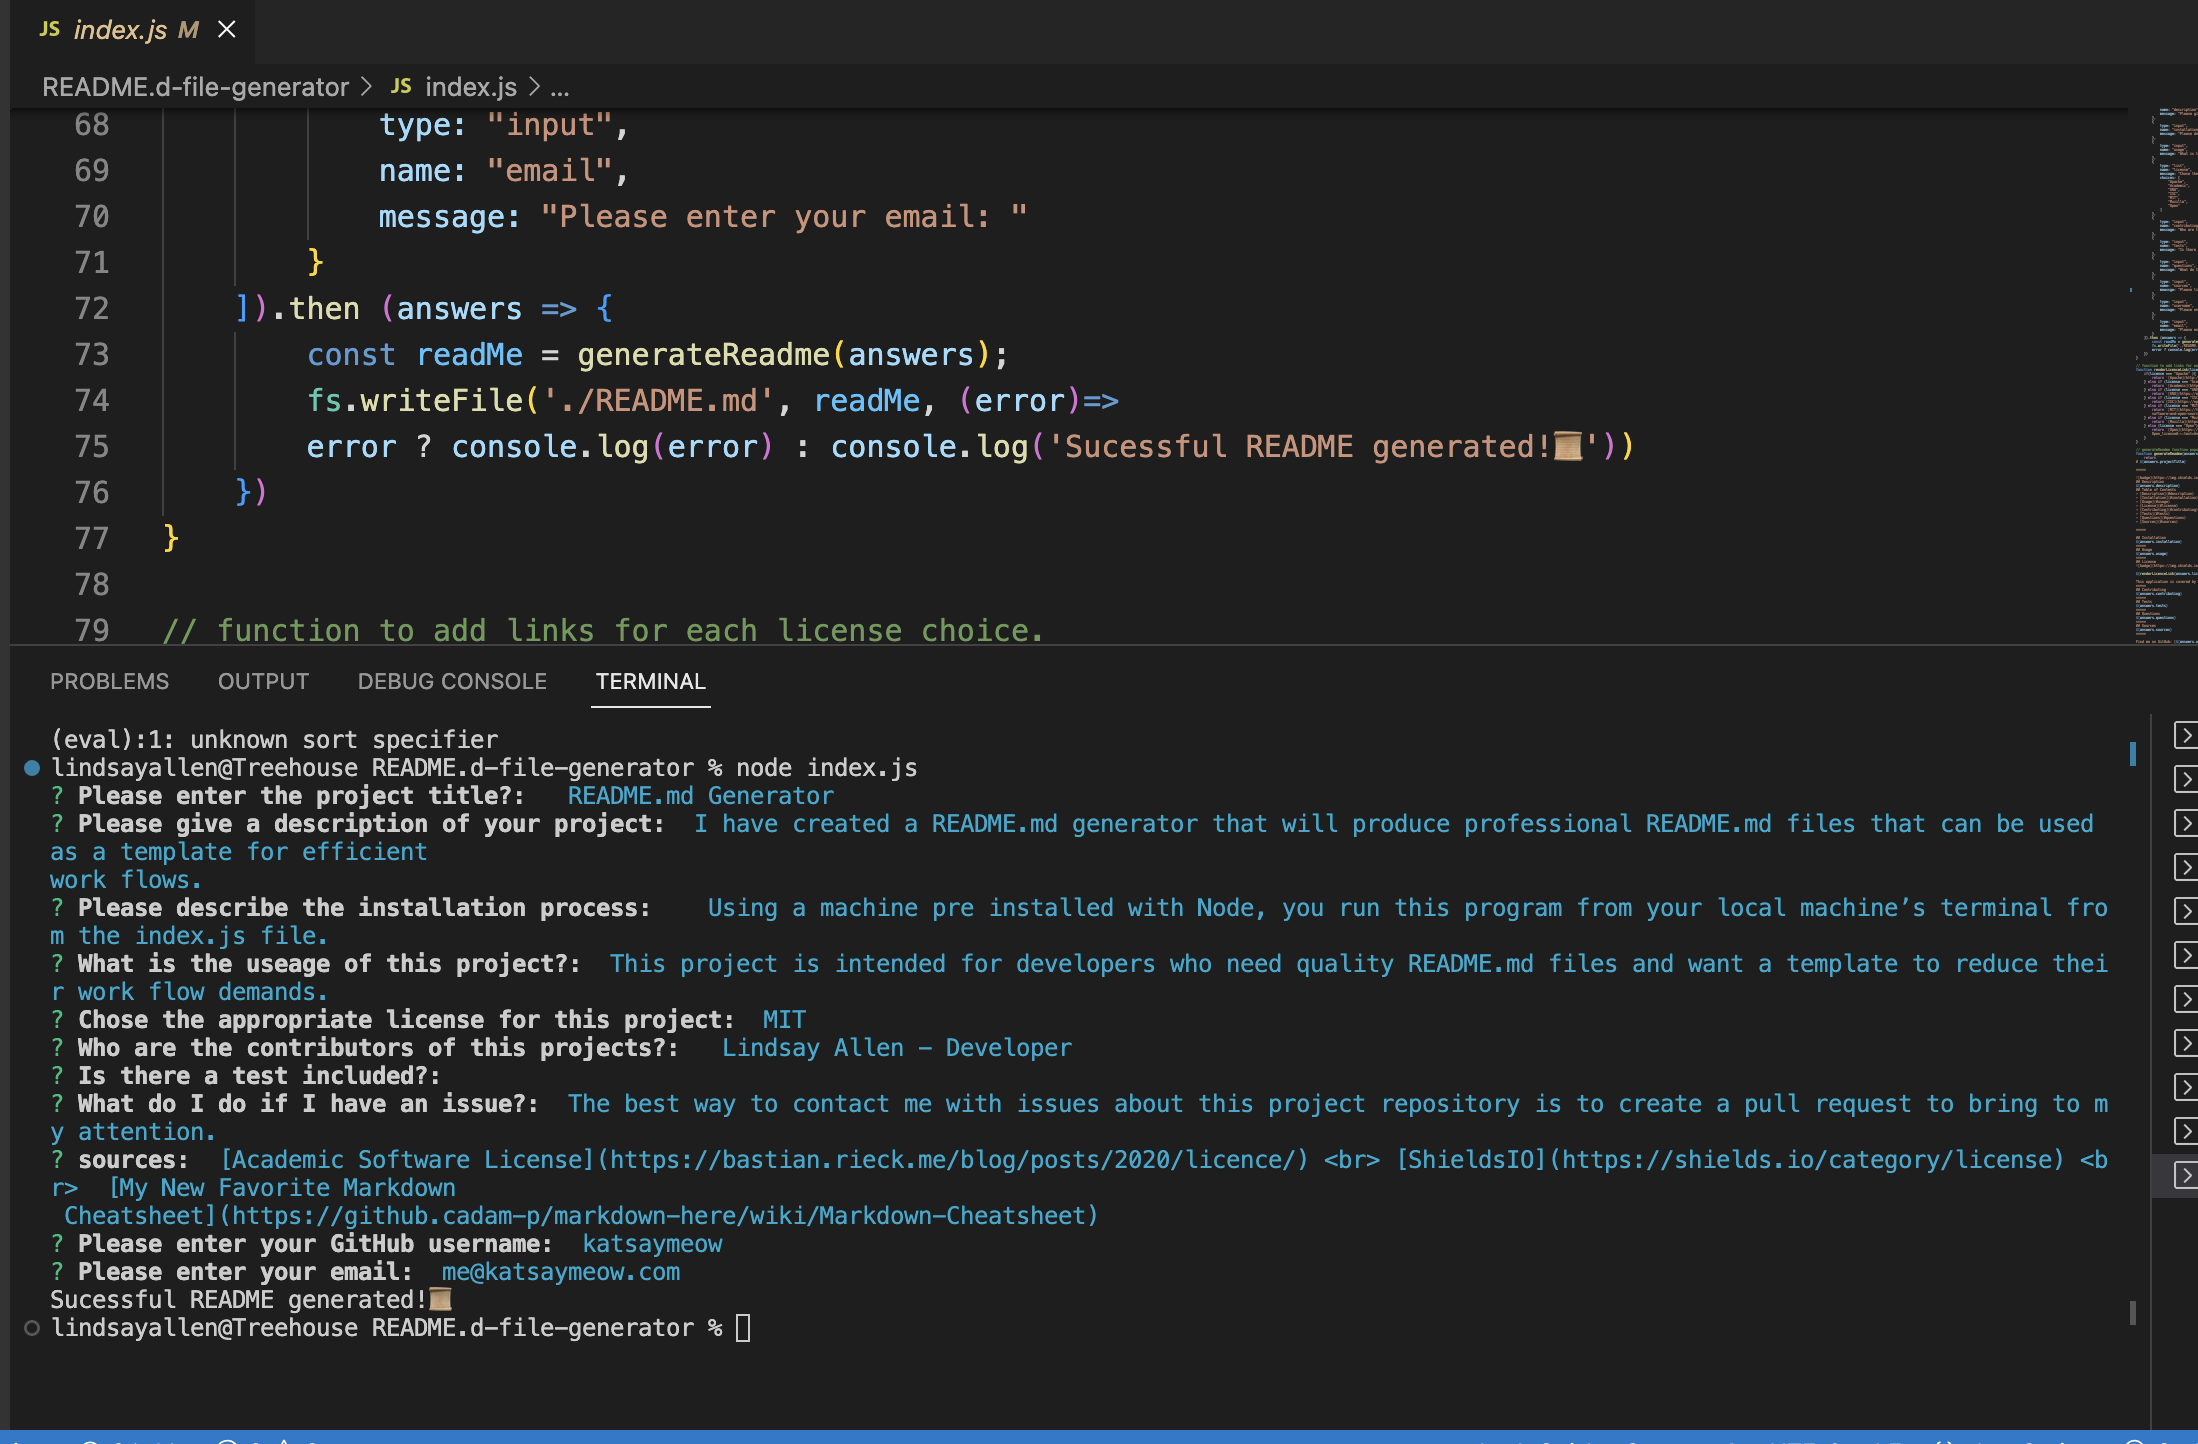 JS index.js M
README.d-file-generator > JS index.js > ...
68 type: "input",
69 name: "email",
70 message: "Please enter your email: "
71 }
72 ]).then (answers => {
73 const readMe = generateReadme(answers);
74 fs.writeFile('./README.md', readMe, (error)=>
75 error ? console.log(error) : console.log('Sucessful README generated!📜'))
76 })
77 }
78
79 // function to add links for each license choice.
PROBLEMS OUTPUT DEBUG CONSOLE TERMINAL
(eval):1: unknown sort specifier
lindsayallen@Treehouse README.d-file-generator % node index.js
? Please enter the project title?: README.md Generator
? Please give a description of your project: I have created a README.md generator that will produce professional README.md files that can be used
as a template for efficient
work flows.
? Please describe the installation process: Using a machine pre installed with Node, you run this program from your local machine’s terminal fro
m the index.js file.
? What is the useage of this project?: This project is intended for developers who need quality README.md files and want a template to reduce thei
r work flow demands.
? Chose the appropriate license for this project: MIT
? Who are the contributors of this projects?: Lindsay Allen – Developer
? Is there a test included?:
? What do I do if I have an issue?: The best way to contact me with issues about this project repository is to create a pull request to bring to m
y attention.
? sources: [Academic Software License](https://bastian.rieck.me/blog/posts/2020/licence/) <br> [ShieldsIO](https://shields.io/category/license) <b
r> [My New Favorite Markdown
Cheatsheet](https://github.cadam-p/markdown-here/wiki/Markdown-Cheatsheet)
? Please enter your GitHub username: katsaymeow
? Please enter your email: me@katsaymeow.com
Sucessful README generated!📜
lindsayallen@Treehouse README.d-file-generator %